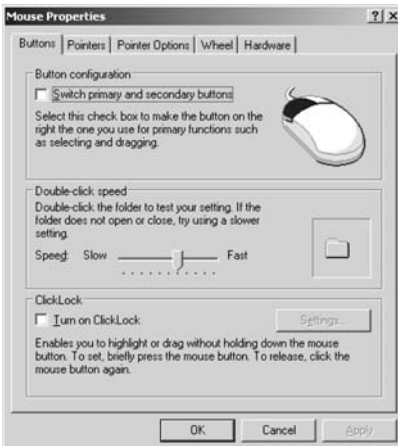 Mouse Properties
Buttons Pointers Pointer Options Wheel Hardware
Button configuration
Switch primary and secondary buttons
Select this check box to make the button on the
right the one you use for primary functions such
as selecting and dragging.
Double-click speed
Double-click the folder to test your setting. If the
folder does not open or close, try using a slower
setting.
Speed: Slow Fast
ClickLock
Turn on ClickLock Settings...
Enables you to highlight or drag without holding down the mouse
button. To set, briefly press the mouse button. To release, click the
mouse button again.
OK Cancel Apply